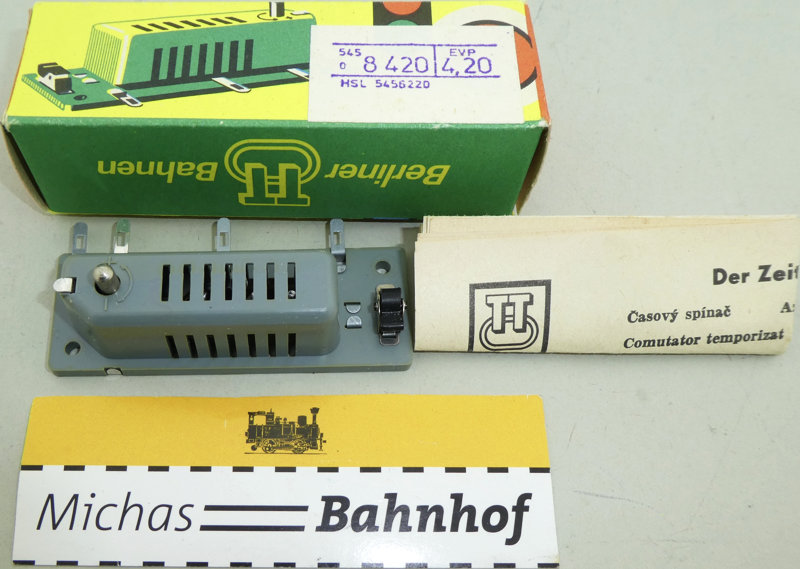 545
0 8 420
EVP
4,20
HSL 5456220
Berliner
TT
Bahnen
TT
Der Zeit
Časový spínač
Comutator temporizat
Michas
Bahnhof